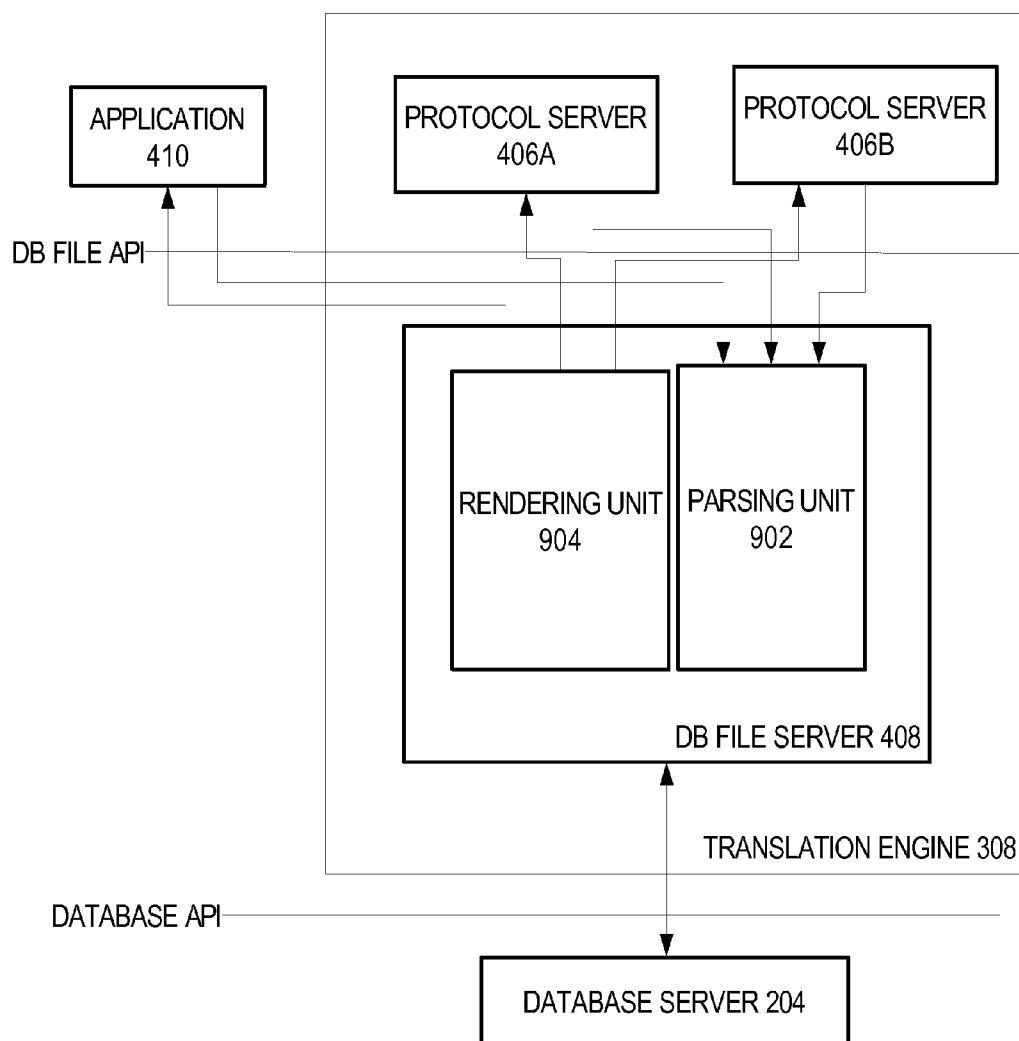 APPLICATION
410
PROTOCOL SERVER
406A
PROTOCOL SERVER
406B
DB FILE API
RENDERING UNIT
904
PARSING UNIT
902
DB FILE SERVER 408
TRANSLATION ENGINE 308
DATABASE API
DATABASE SERVER 204